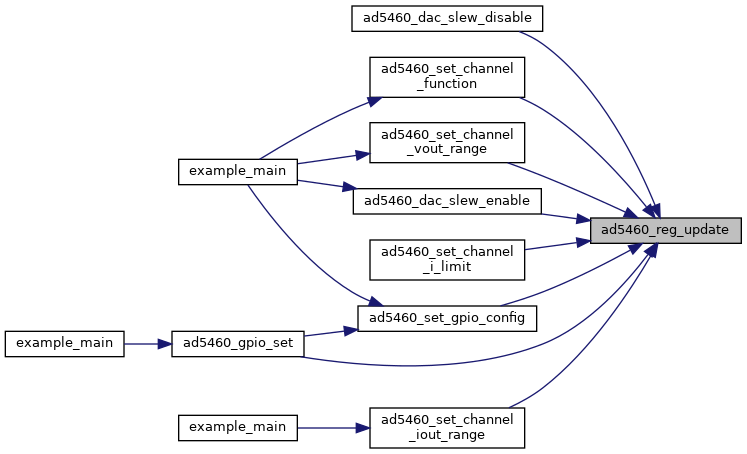 ad5460_dac_slew_disable
ad5460_set_channel
_function
ad5460_set_channel
_vout_range
example_main
ad5460_dac_slew_enable
ad5460_reg_update
ad5460_set_channel
_i_limit
ad5460_set_gpio_config
example_main
ad5460_gpio_set
example_main
ad5460_set_channel
_iout_range